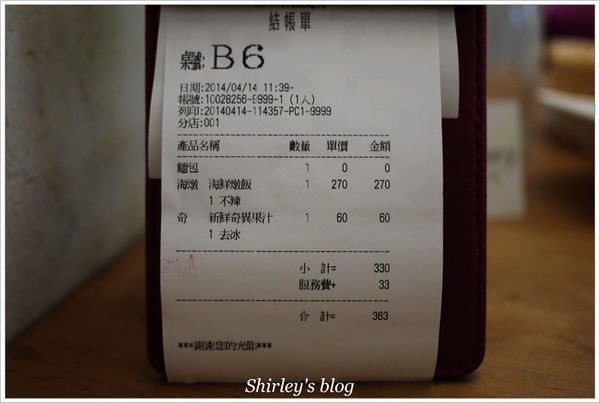 結帳單
桌號: B6
日期:2014/04/14 11:39-
帳號:10028256-9999-1 (1人)
列印:20140414-114357-PC1-9999
分店:001
產品名稱 數量 單價 金額
麵包 1 0 0
海燉 海鮮燉飯 1 270 270
1 不辣
奇 新鮮奇異果汁 1 60 60
1 去冰
小 計= 330
服務費+ 33
合 計= 363
***謝謝您的光臨***
Shirley's blog